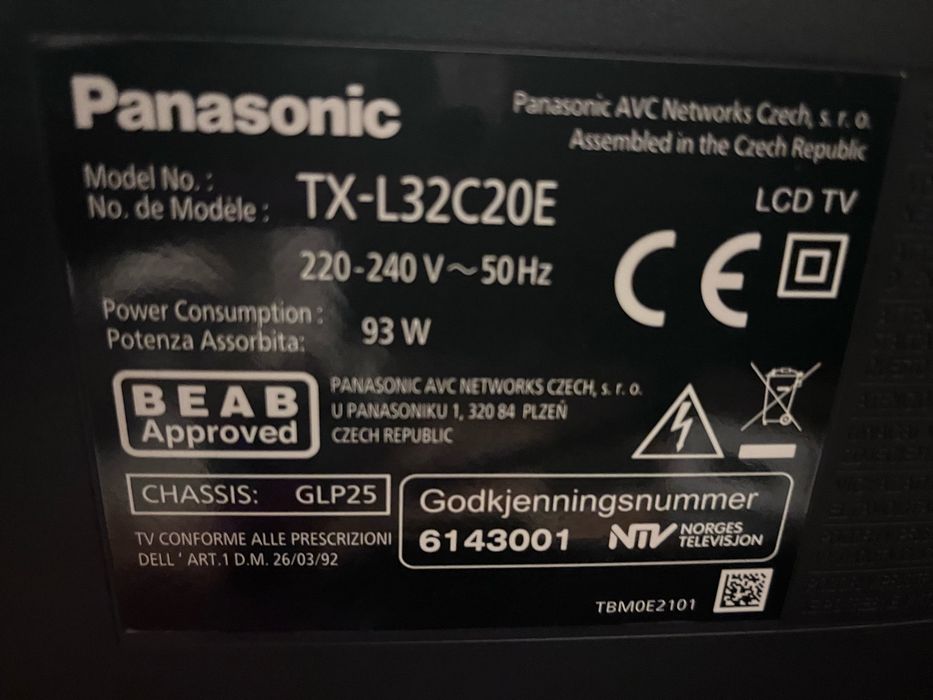 Panasonic
Panasonic AVC Networks Czech, s. r. o.
Assembled in the Czech Republic
Model No. :
No. de Modèle :
TX-L32C20E
LCD TV
220-240 V ~ 50Hz
CE
Power Consumption :
Potenza Assorbita:
93 W
BEAB
Approved
PANASONIC AVC NETWORKS CZECH, s. r. o.
U PANASONIKU 1, 320 84 PLZEŇ
CZECH REPUBLIC
CHASSIS: GLP25
TV CONFORME ALLE PRESCRIZIONI
DELL ' ART.1 D.M. 26/03/92
Godkjenningsnummer
6143001
NTV NORGES
TELEVISJON
TBM0E2101